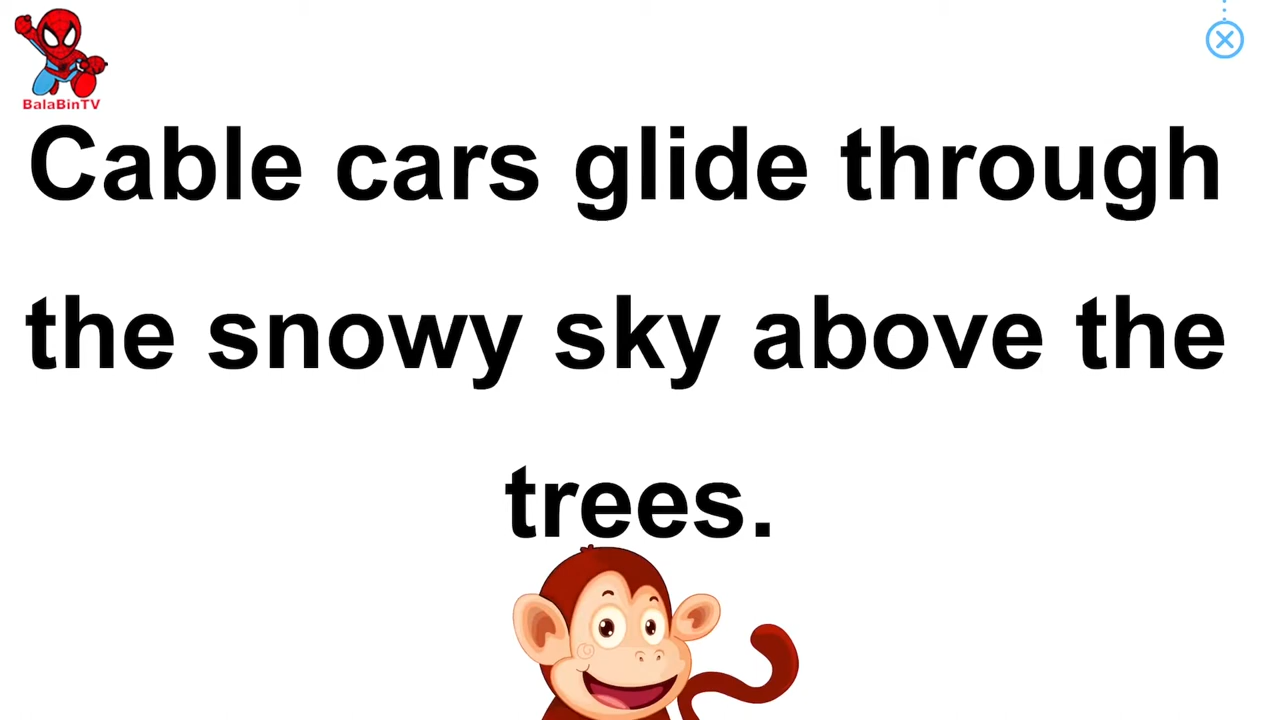 BalaBinTV
Cable cars glide through
the snowy sky above the
trees.